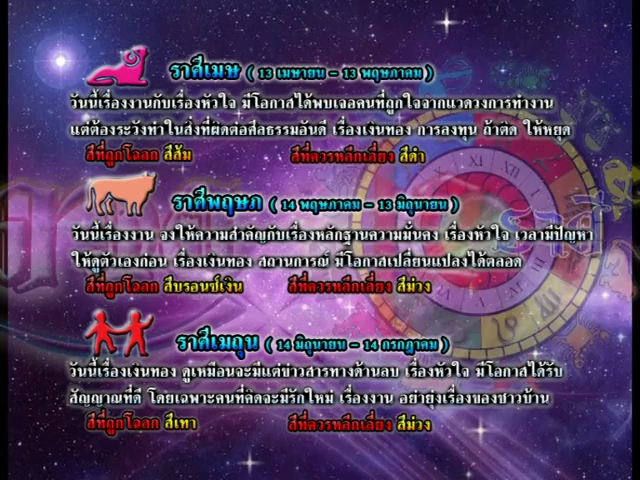 ราศีเมษ ( 13 เมษายน - 13 พฤษภาคม )
วันนี้เรื่องงานกับเรื่องหัวใจ มีโอกาสได้พบเจอคนที่ถูกใจจากแวดวงการทำงาน
แต่ต้องระวังทำในสิ่งที่ผิดต่อศีลธรรมอันดี เรื่องเงินทอง การลงทุน ถ้าติด ให้หยุด
สีที่ถูกโฉลก สีส้ม สีที่ควรหลีกเลี่ยง สีดำ
ราศีพฤษภ ( 14 พฤษภาคม - 13 มิถุนายน )
วันนี้เรื่องงาน จงให้ความสำคัญกับเรื่องหลักฐานความมั่นคง เรื่องหัวใจ เวลามีปัญหา
ให้ดูตัวเองก่อน เรื่องเงินทอง สถานการณ์ มีโอกาสเปลี่ยนแปลงได้ตลอด
สีที่ถูกโฉลก สีบรอนซ์เงิน สีที่ควรหลีกเลี่ยง สีม่วง
ราศีเมถุน ( 14 มิถุนายน - 14 กรกฎาคม )
วันนี้เรื่องเงินทอง ดูเหมือนจะมีแต่ข่าวสารทางด้านลบ เรื่องหัวใจ มีโอกาสได้รับ
สัญญาณที่ดี โดยเฉพาะคนที่คิดจะมีรักใหม่ เรื่องงาน อย่ายุ่งเรื่องของชาวบ้าน
สีที่ถูกโฉลก สีเทา สีที่ควรหลีกเลี่ยง สีม่วง